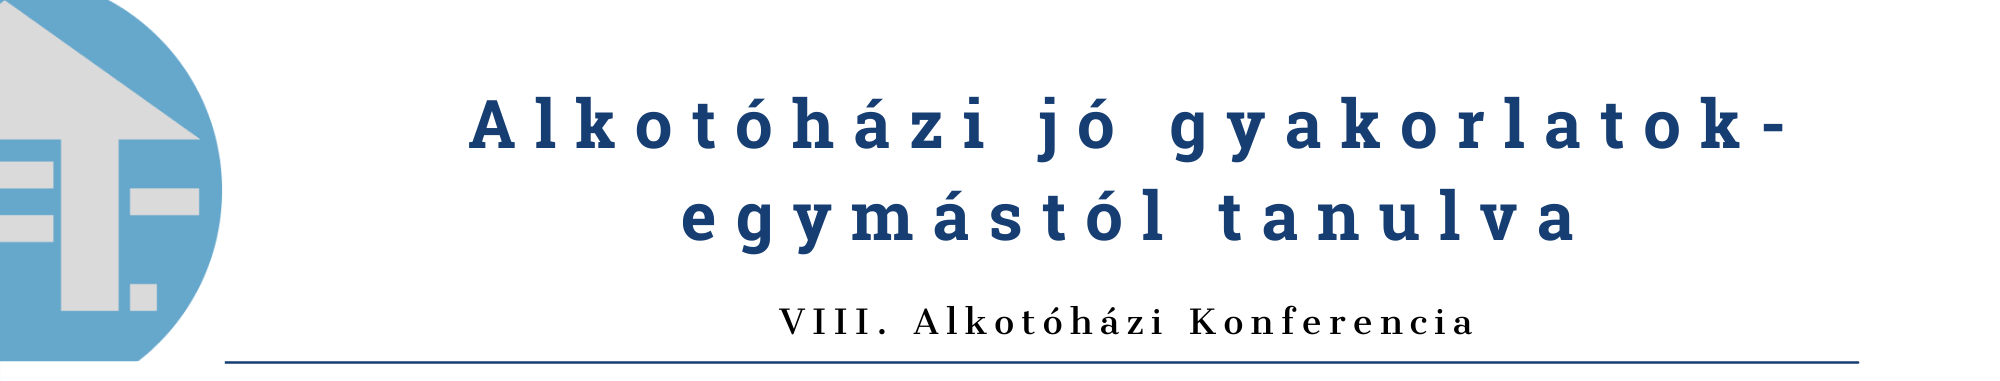 Alkotóházi jó gyakorlatok-
egymástól tanulva
VIII. Alkotóházi Konferencia